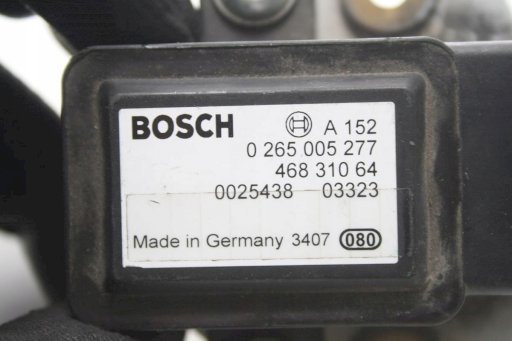 BOSCH A 152
0 265 005 277
468 310 64
0025438 03323
Made in Germany 3407 080